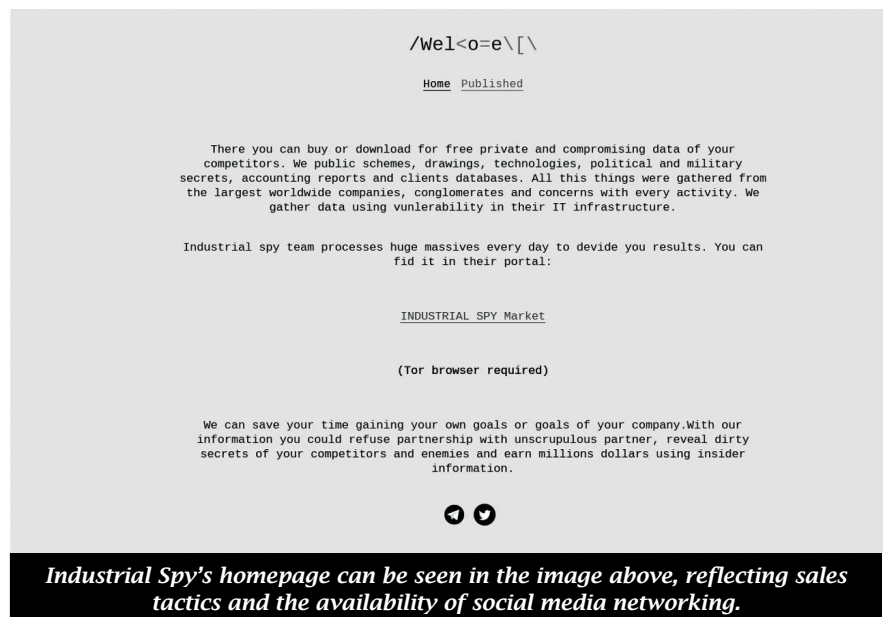 /Wel<o=e\[\
Home Published
There you can buy or download for free private and compromising data of your
competitors. We public schemes, drawings, technologies, political and military
secrets, accounting reports and clients databases. All this things were gathered from
the largest worldwide companies, conglomerates and concerns with every activity. We
gather data using vunlerability in their IT infrastructure.
Industrial spy team processes huge massives every day to devide you results. You can
fid it in their portal:
INDUSTRIAL SPY Market
(Tor browser required)
We can save your time gaining your own goals or goals of your company.With our
information you could refuse partnership with unscrupulous partner, reveal dirty
secrets of your competitors and enemies and earn millions dollars using insider
information.
Industrial Spy's homepage can be seen in the image above, reflecting sales
tactics and the availability of social media networking.